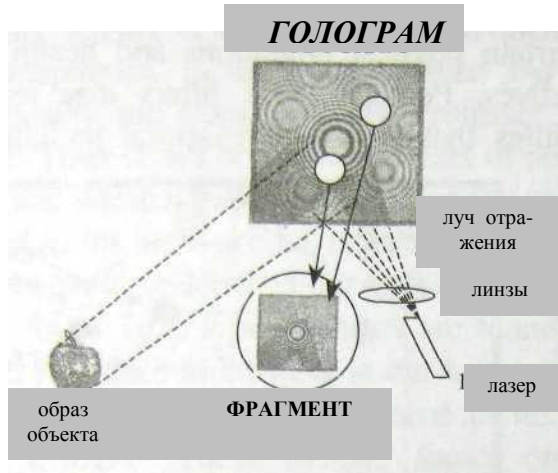 ГОЛОГРАМ
луч отра-
жения
линзы
лазер
образ
объекта
ФРАГМЕНТ